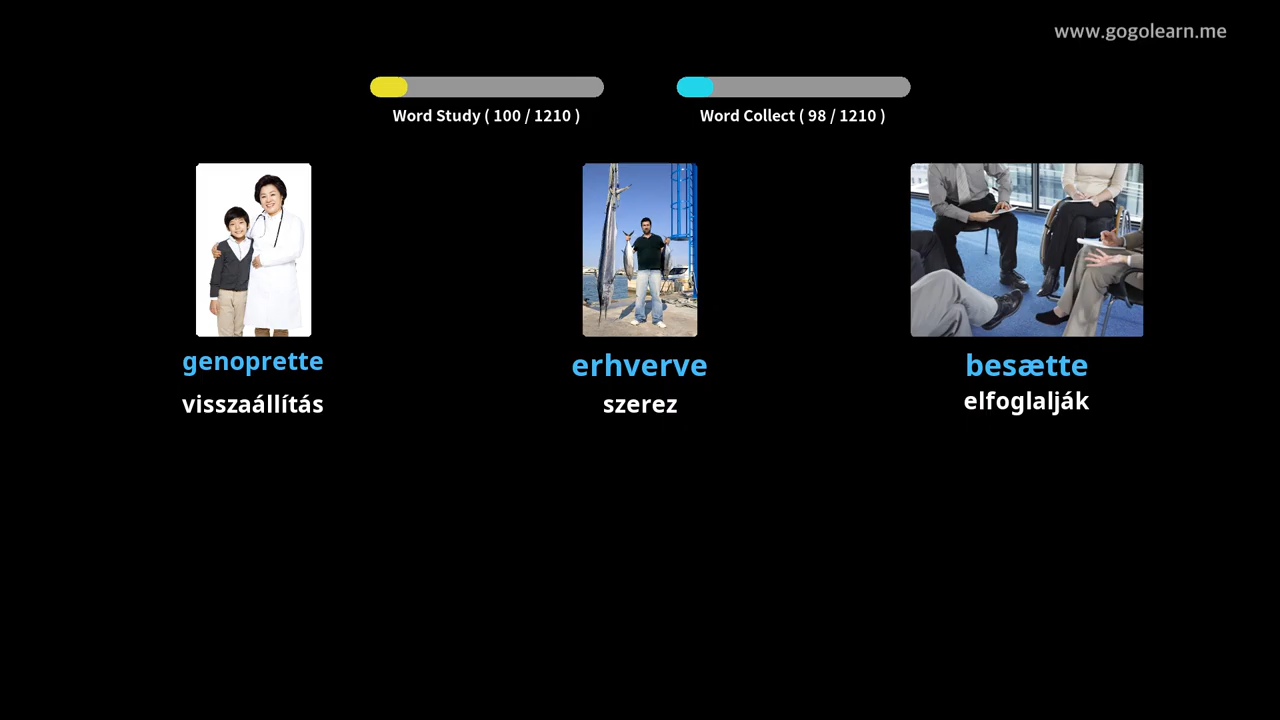 www.gogolearn.me
Word Study ( 100 / 1210 )
Word Collect ( 98 / 1210 )
genoprette
erhverve
besætte
visszaállítás
szerez
elfoglalják